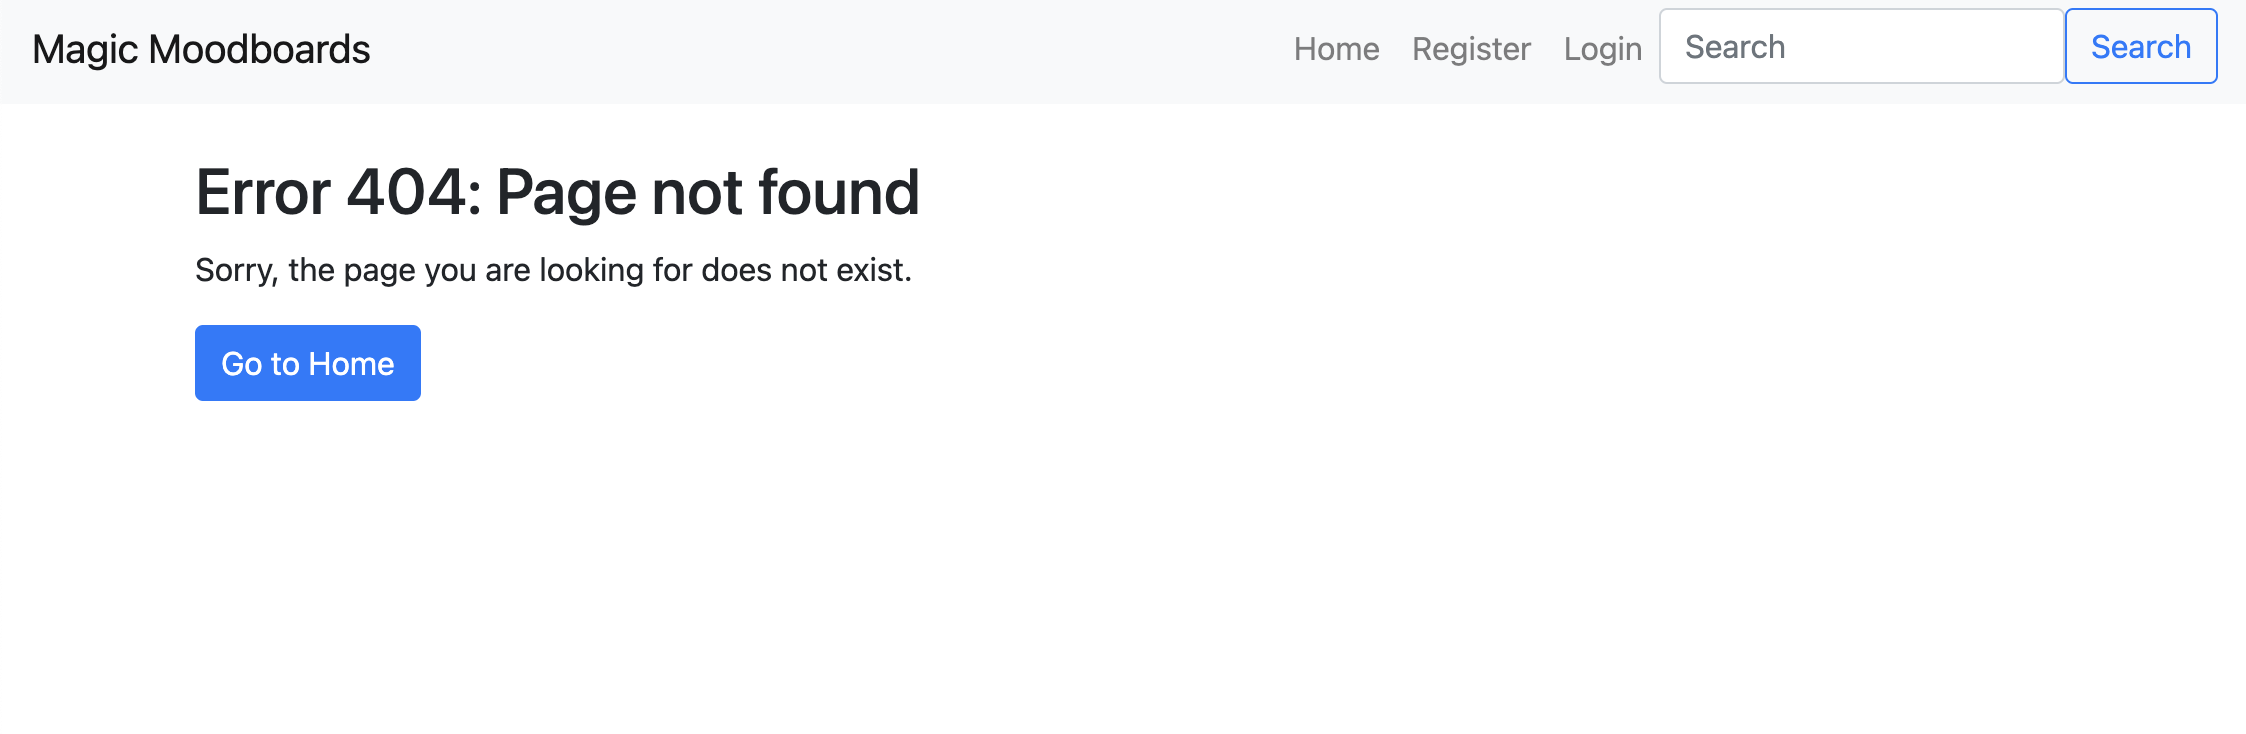 Magic Moodboards
Home Register Login Search Search
Error 404: Page not found
Sorry, the page you are looking for does not exist.
Go to Home